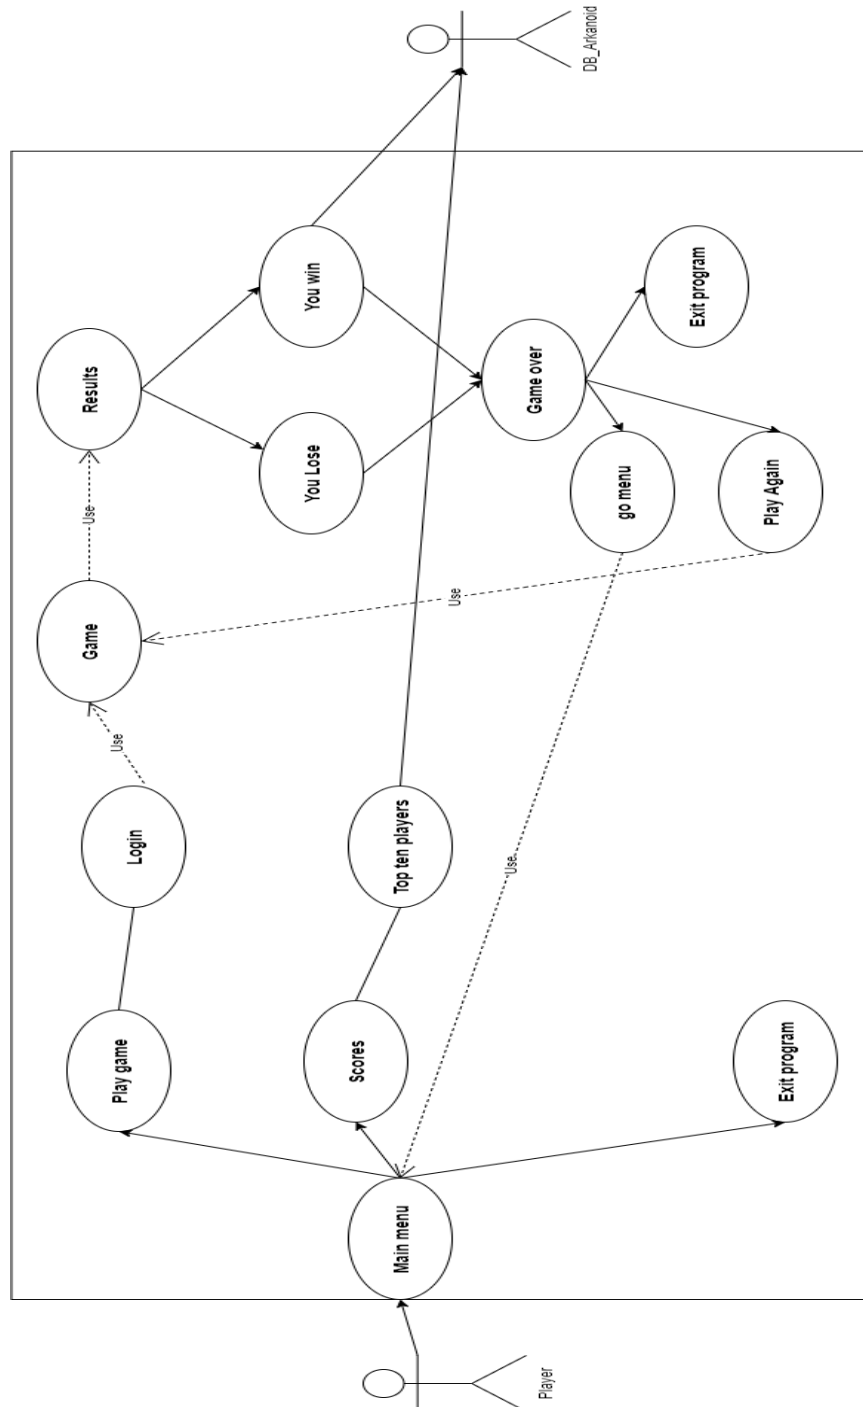 Player
Main menu
Play game
Scores
Exit program
Login
Top ten players
Use
Game
Use
Results
You Lose
You win
Use
Use
Game over
go menu
Play Again
Exit program
DB_Arkanoid